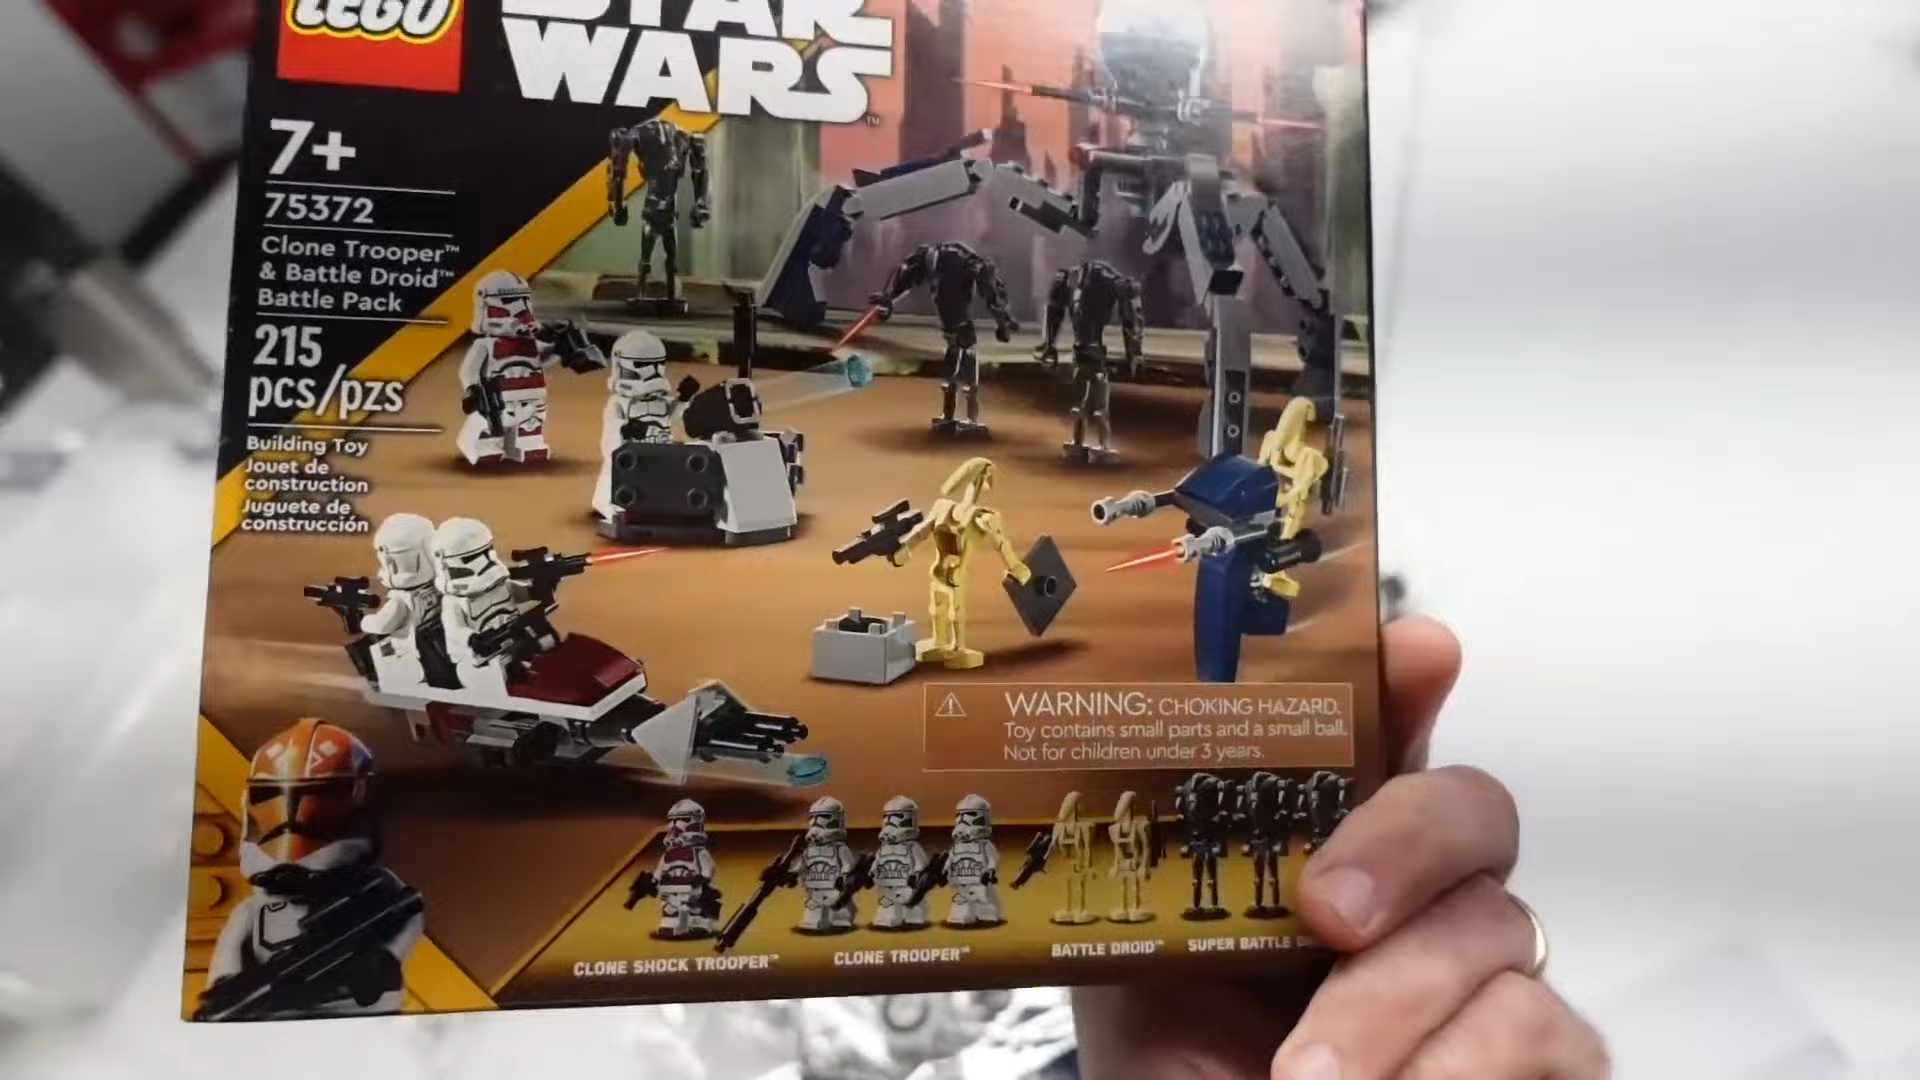 LEGO
STAR
WARS™
7+
75372
Clone Trooper™
& Battle Droid™
Battle Pack
215
pcs/pzs
Building Toy
Jouet de
construction
Juguete de
construcción
WARNING: CHOKING HAZARD.
Toy contains small parts and a small ball.
Not for children under 3 years.
CLONE SHOCK TROOPER™
CLONE TROOPER™
BATTLE DROID™
SUPER BATTLE